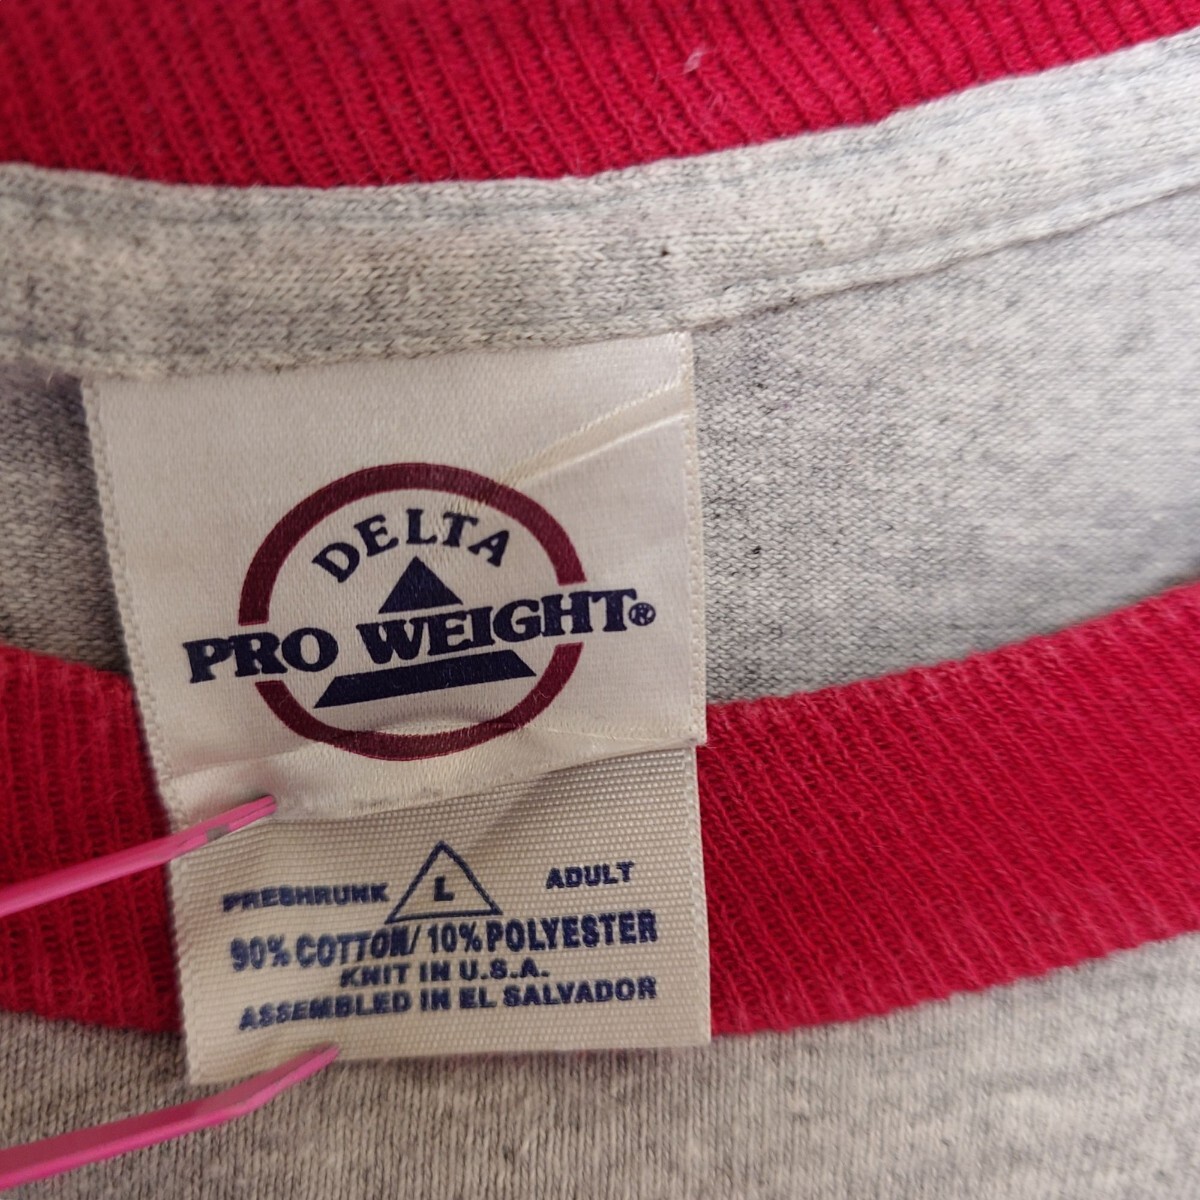 DELTA
PRO WEIGHT®
PRESHRUNK L ADULT
90% COTTON/10% POLYESTER
KNIT IN U.S.A.
ASSEMBLED IN EL SALVADOR